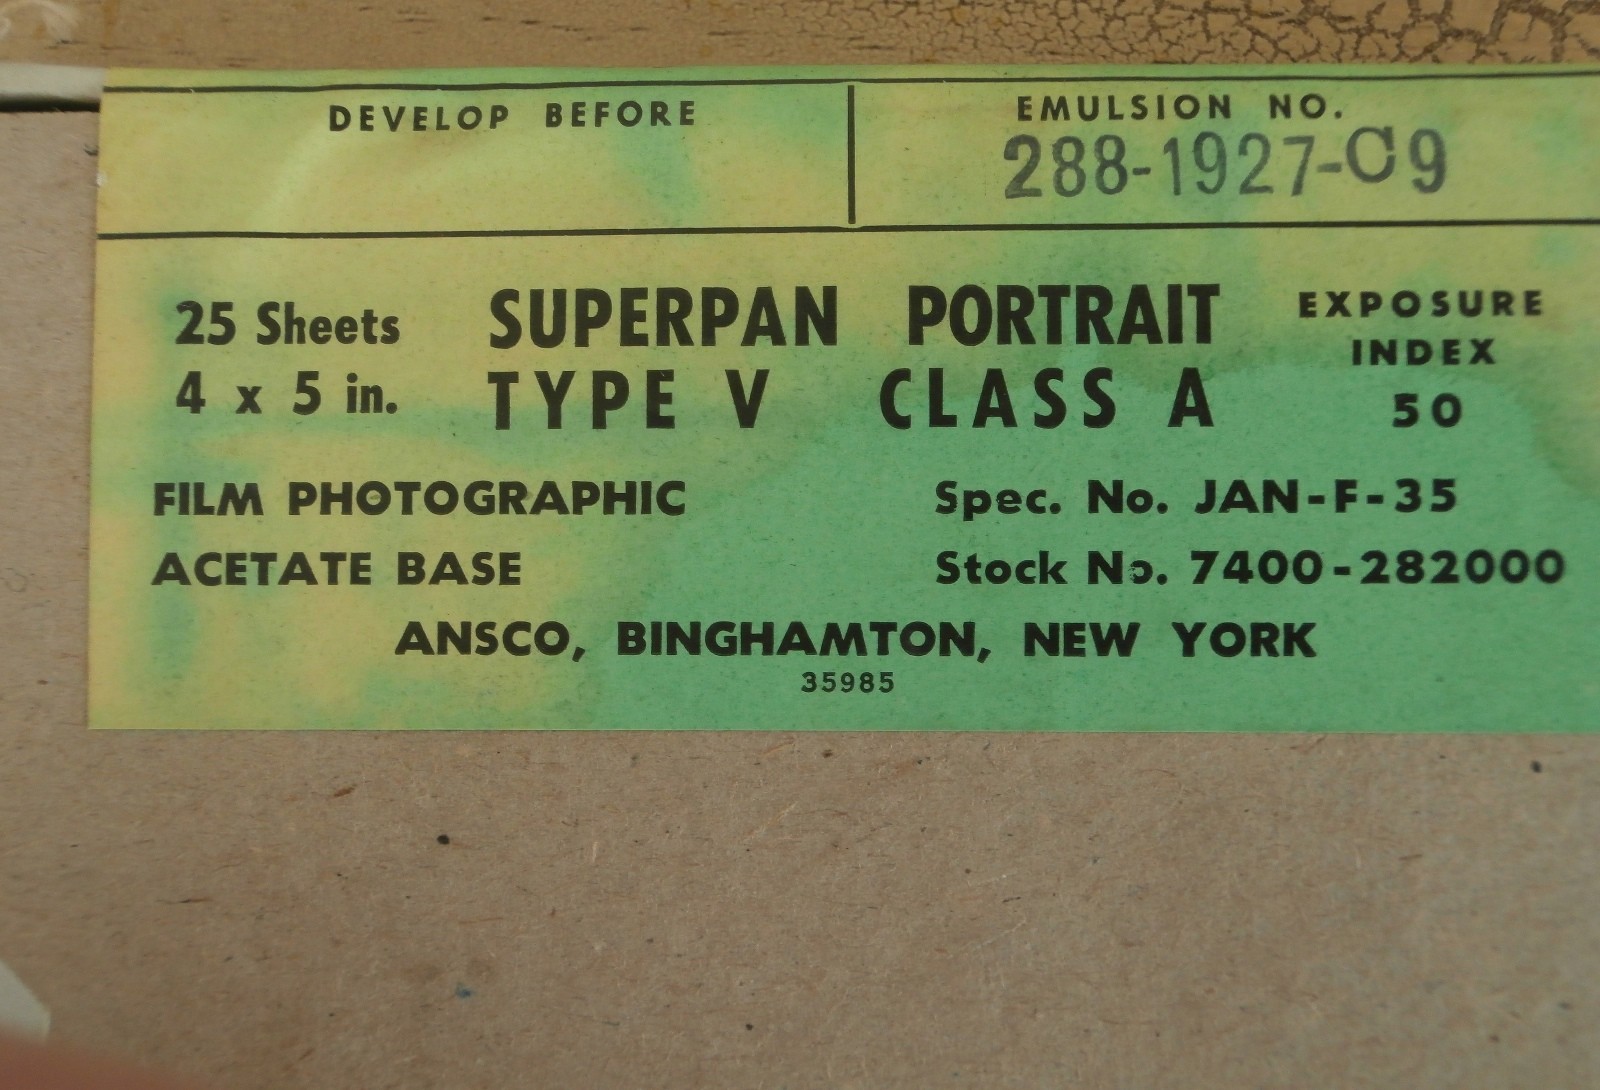 DEVELOP BEFORE
EMULSION NO.
288-1927-C9
25 Sheets
4 x 5 in.
SUPERPAN PORTRAIT
TYPE V CLASS A
EXPOSURE
INDEX
50
FILM PHOTOGRAPHIC
ACETATE BASE
Spec. No. JAN-F-35
Stock No. 7400-282000
ANSCO, BINGHAMTON, NEW YORK
35985